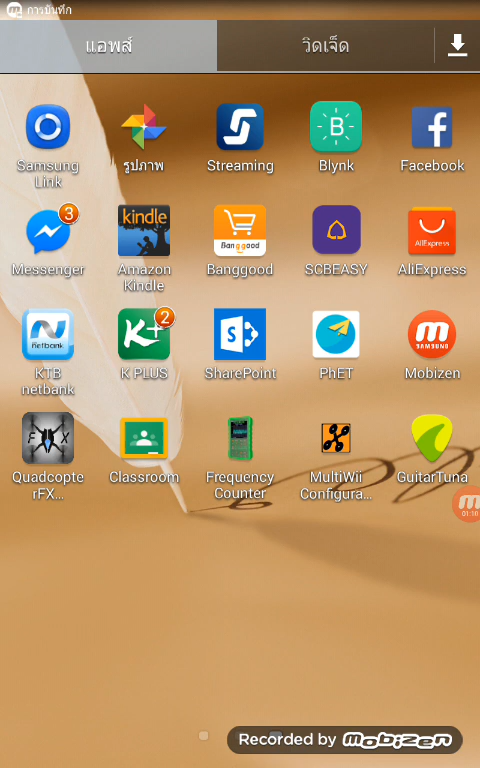 การบันทึก
แอพส์
วิดเจ็ด
Samsung
Link
รูปภาพ
Streaming
Blynk
Facebook
3
Messenger
kindle
Amazon
Kindle
Banggood
Banggood
SCBEASY
AliExpress
AliExpress
netbank
KTB
netbank
K+
2
K PLUS
S
SharePoint
PhET
SAMSUNG
Mobizen
F X
Quadcopte
rFX...
Classroom
Frequency
Counter
MultiWii
Configura...
GuitarTuna
01:10
Recorded by mobizen